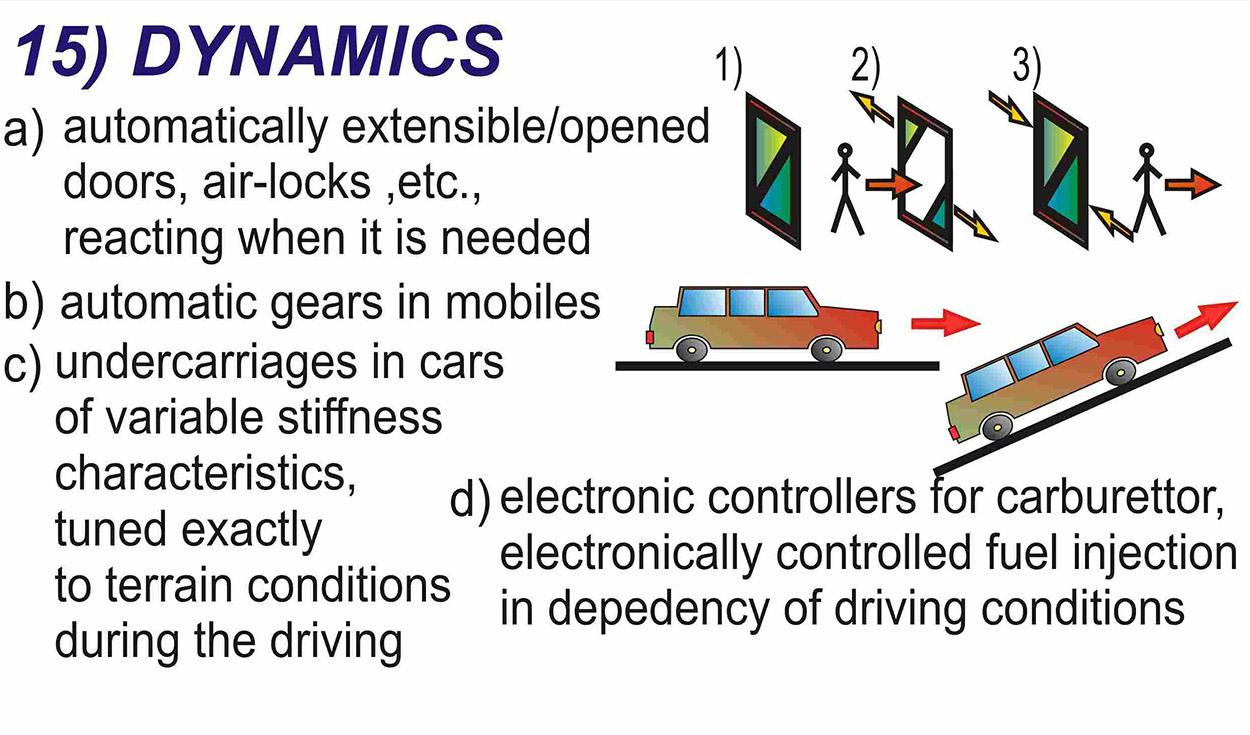 15) DYNAMICS
1) 2) 3)
a) automatically extensible/opened
doors, air-locks ,etc.,
reacting when it is needed
b) automatic gears in mobiles
c) undercarriages in cars
of variable stiffness
characteristics,
tuned exactly
to terrain conditions
during the driving
d) electronic controllers for carburettor,
electronically controlled fuel injection
in depedency of driving conditions